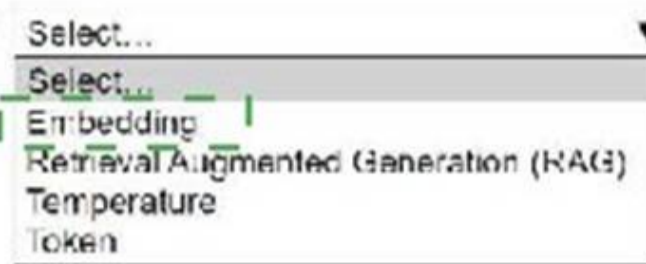 Select...
Select...
Embedding
Retrieval Augmented Generation (RAG)
Temperature
Token